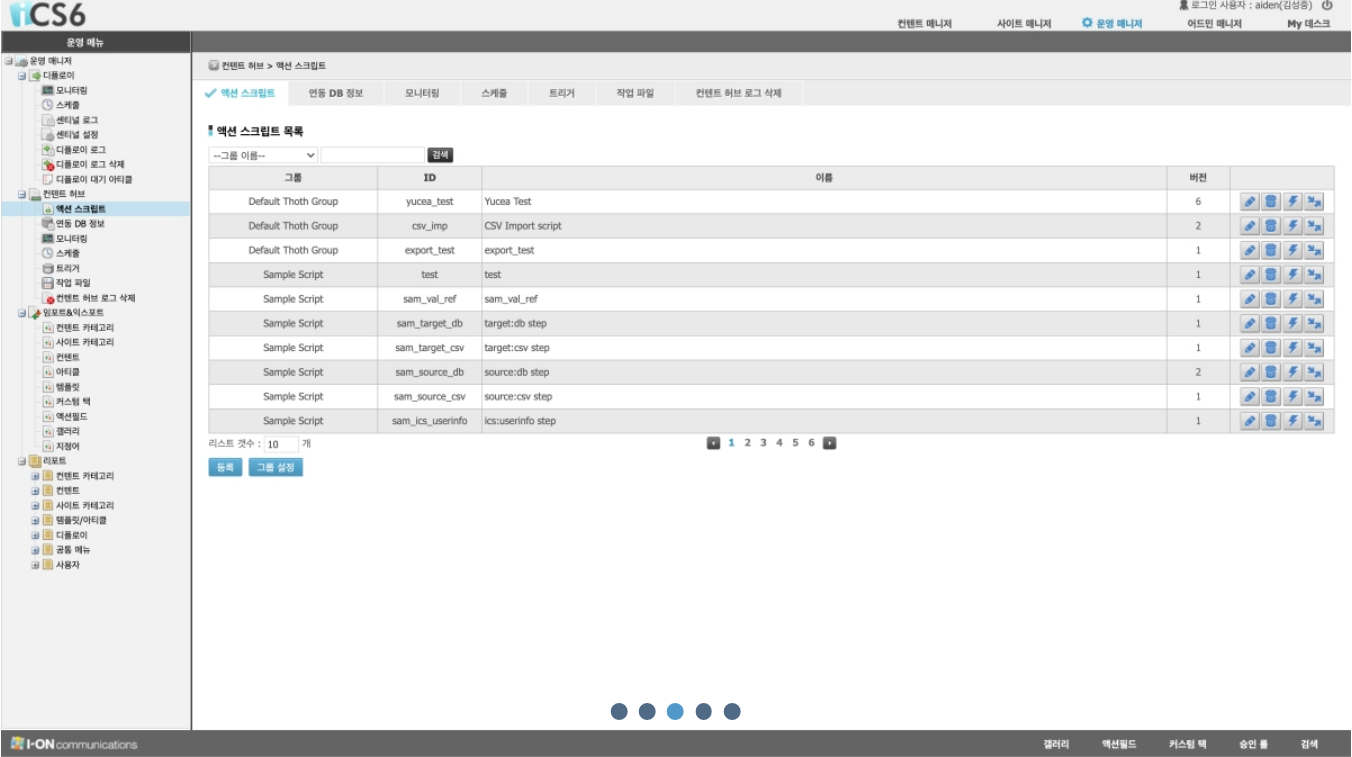 iCS6
로그인 사용자 : aiden(김성중)
컨텐트 매니저 사이트 매니저 운영 매니저 어드민 매니저 My 데스크
운영 메뉴
운영 매니저
디플로이
모니터링
스케줄
센티널 로그
센티널 설정
디플로이 로그
디플로이 로그 삭제
디플로이 대기 아티클
컨텐트 허브
액션 스크립트
연동 DB 정보
모니터링
스케줄
트리거
작업 파일
컨텐트 허브 로그 삭제
임포트&익스포트
컨텐트 카테고리
사이트 카테고리
컨텐트
아티클
템플릿
커스텀 택
액션필드
갤러리
지정어
리포트
컨텐트 카테고리
컨텐트
사이트 카테고리
템플릿/아티클
디플로이
공통 메뉴
사용자
컨텐트 허브 > 액션 스크립트
액션 스크립트 연동 DB 정보 모니터링 스케줄 트리거 작업 파일 컨텐트 허브 로그 삭제
액션 스크립트 목록
--그룹 이름-- 검색
그룹 ID 이름 버전
Default Thoth Group yucea_test Yucea Test 6
Default Thoth Group csv_imp CSV Import script 2
Default Thoth Group export_test export_test 1
Sample Script test test 1
Sample Script sam_val_ref sam_val_ref 1
Sample Script sam_target_db target:db step 1
Sample Script sam_target_csv target:csv step 1
Sample Script sam_source_db source:db step 2
Sample Script sam_source_csv source:csv step 1
Sample Script sam_ics_userinfo ics:userinfo step 1
리스트 갯수 : 10 개 1 2 3 4 5 6
등록 그룹 설정
I-ON communications
갤러리 액션필드 커스텀 택 승인 룰 검색